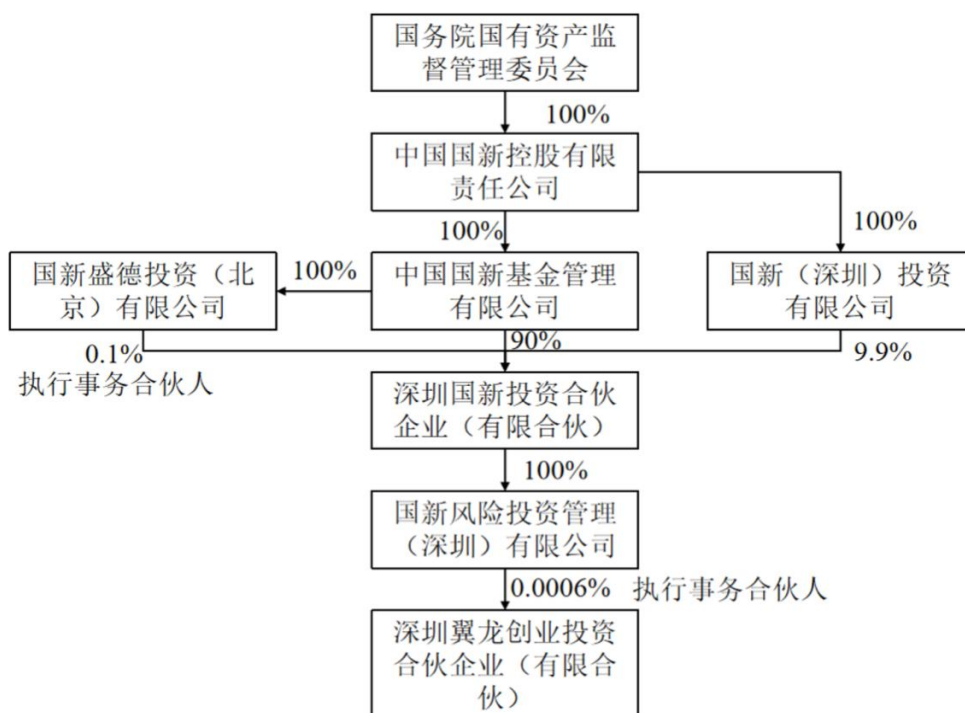 国务院国有资产监
督管理委员会
100%
中国国新控股有限
责任公司
100%
100%
国新盛德投资（北
京）有限公司
100%
中国国新基金管理
有限公司
国新（深圳）投资
有限公司
0.1%
执行事务合伙人
90%
9.9%
深圳国新投资合伙
企业（有限合伙）
100%
国新风险投资管理
（深圳）有限公司
0.0006%
执行事务合伙人
深圳翼龙创业投资
合伙企业（有限合
伙）